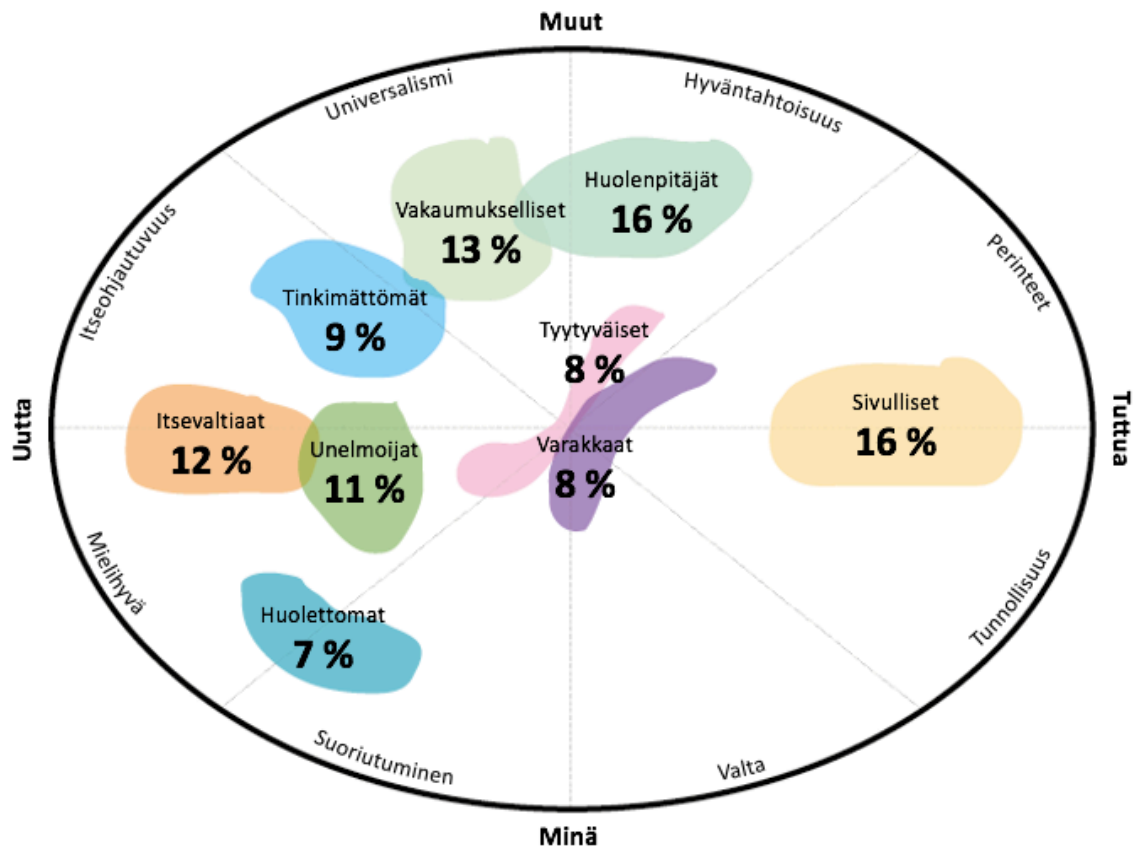 Muut
Universalismi
Hyväntahtoisuus
Huolenpitäjät
16 %
Vakaumukselliset
13 %
Itseohjautuvuus
Perinteet
Tinkimättömät
9 %
Tyytyväiset
8 %
Uutta
Itsevaltiaat
12 %
Unelmoijat
11 %
Varakkaat
8 %
Sivulliset
16 %
Tuttua
Mielihyvä
Huolettomat
7 %
Tunnollisuus
Suoriutuminen
Valta
Minä